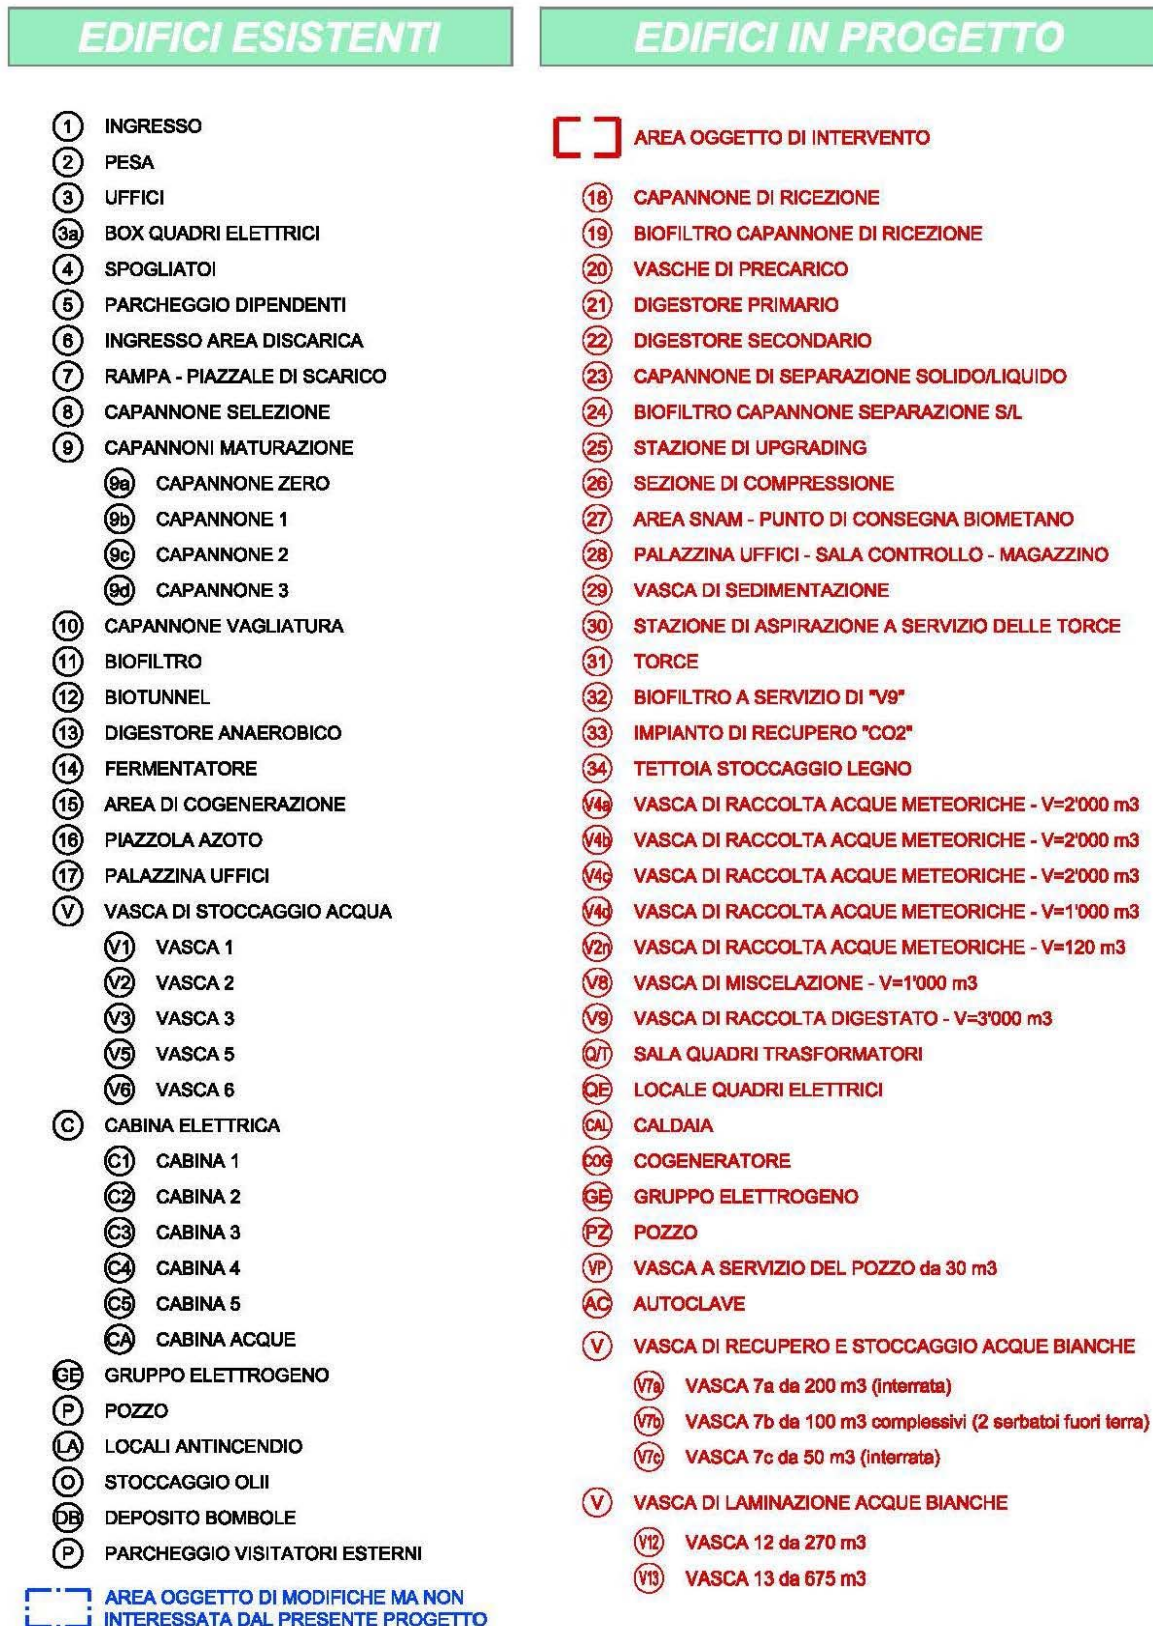 EDIFICI ESISTENTI
1 INGRESSO
2 PESA
3 UFFICI
3a BOX QUADRI ELETTRICI
4 SPOGLIATOI
5 PARCHEGGIO DIPENDENTI
6 INGRESSO AREA DISCARICA
7 RAMPA - PIAZZALE DI SCARICO
8 CAPANNONE SELEZIONE
9 CAPANNONI MATURAZIONE
9a CAPANNONE ZERO
9b CAPANNONE 1
9c CAPANNONE 2
9d CAPANNONE 3
10 CAPANNONE VAGLIATURA
11 BIOFILTRO
12 BIOTUNNEL
13 DIGESTORE ANAEROBICO
14 FERMENTATORE
15 AREA DI COGENERAZIONE
16 PIAZZOLA AZOTO
17 PALAZZINA UFFICI
V VASCA DI STOCCAGGIO ACQUA
V1 VASCA 1
V2 VASCA 2
V3 VASCA 3
V5 VASCA 5
V6 VASCA 6
C CABINA ELETTRICA
C1 CABINA 1
C2 CABINA 2
C3 CABINA 3
C4 CABINA 4
C5 CABINA 5
CA CABINA ACQUE
GE GRUPPO ELETTROGENO
P POZZO
LA LOCALI ANTINCENDIO
O STOCCAGGIO OLII
DB DEPOSITO BOMBOLE
P PARCHEGGIO VISITATORI ESTERNI
AREA OGGETTO DI MODIFICHE MA NON
INTERESSATA DAL PRESENTE PROGETTO
EDIFICI IN PROGETTO
AREA OGGETTO DI INTERVENTO
18 CAPANNONE DI RICEZIONE
19 BIOFILTRO CAPANNONE DI RICEZIONE
20 VASCHE DI PRECARICO
21 DIGESTORE PRIMARIO
22 DIGESTORE SECONDARIO
23 CAPANNONE DI SEPARAZIONE SOLIDO/LIQUIDO
24 BIOFILTRO CAPANNONE SEPARAZIONE S/L
25 STAZIONE DI UPGRADING
26 SEZIONE DI COMPRESSIONE
27 AREA SNAM - PUNTO DI CONSEGNA BIOMETANO
28 PALAZZINA UFFICI - SALA CONTROLLO - MAGAZZINO
29 VASCA DI SEDIMENTAZIONE
30 STAZIONE DI ASPIRAZIONE A SERVIZIO DELLE TORCE
31 TORCE
32 BIOFILTRO A SERVIZIO DI "V9"
33 IMPIANTO DI RECUPERO "CO2"
34 TETTOIA STOCCAGGIO LEGNO
V4a VASCA DI RACCOLTA ACQUE METEORICHE - V=2'000 m3
V4b VASCA DI RACCOLTA ACQUE METEORICHE - V=2'000 m3
V4c VASCA DI RACCOLTA ACQUE METEORICHE - V=2'000 m3
V4d VASCA DI RACCOLTA ACQUE METEORICHE - V=1'000 m3
V2n VASCA DI RACCOLTA ACQUE METEORICHE - V=120 m3
V8 VASCA DI MISCELAZIONE - V=1'000 m3
V9 VASCA DI RACCOLTA DIGESTATO - V=3'000 m3
Q/T SALA QUADRI TRASFORMATORI
QE LOCALE QUADRI ELETTRICI
CAL CALDAIA
COG COGENERATORE
GE GRUPPO ELETTROGENO
PZ POZZO
VP VASCA A SERVIZIO DEL POZZO da 30 m3
AC AUTOCLAVE
V VASCA DI RECUPERO E STOCCAGGIO ACQUE BIANCHE
V7a VASCA 7a da 200 m3 (interrata)
V7b VASCA 7b da 100 m3 complessivi (2 serbatoi fuori terra)
V7c VASCA 7c da 50 m3 (interrata)
V VASCA DI LAMINAZIONE ACQUE BIANCHE
V12 VASCA 12 da 270 m3
V13 VASCA 13 da 675 m3